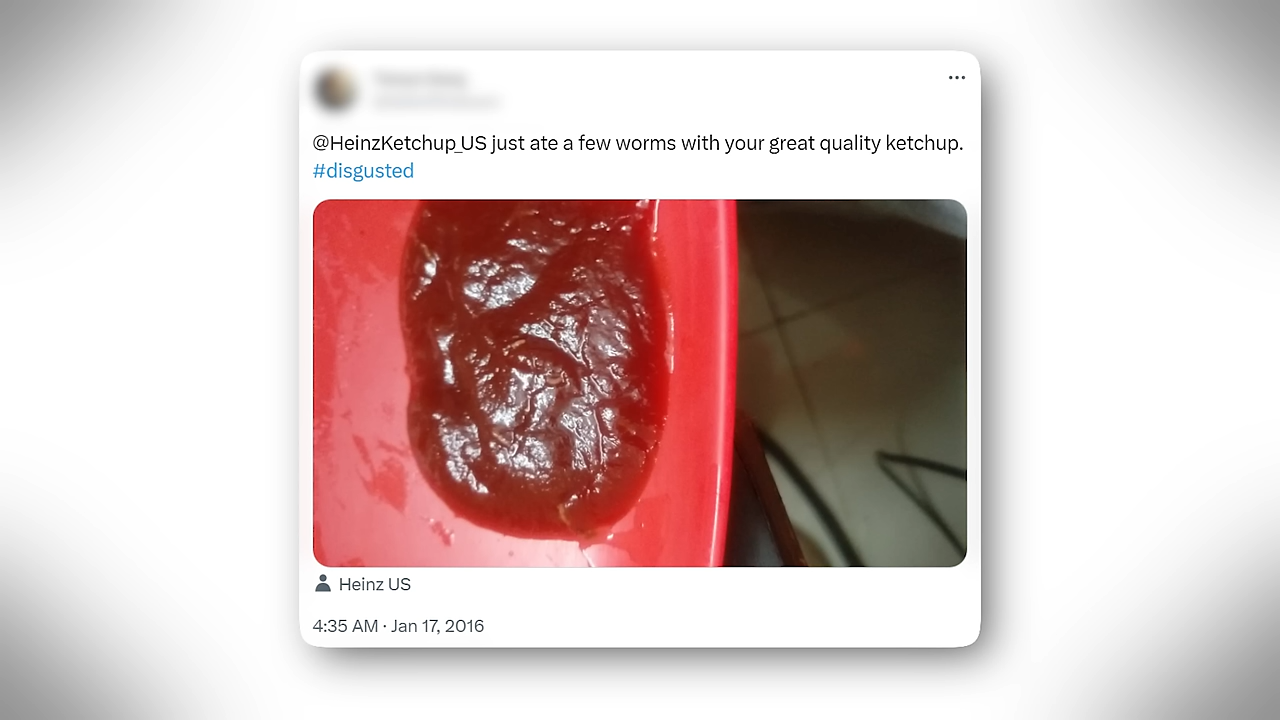 @HeinzKetchup_US just ate a few worms with your great quality ketchup.
#disgusted
Heinz US
4:35 AM · Jan 17, 2016